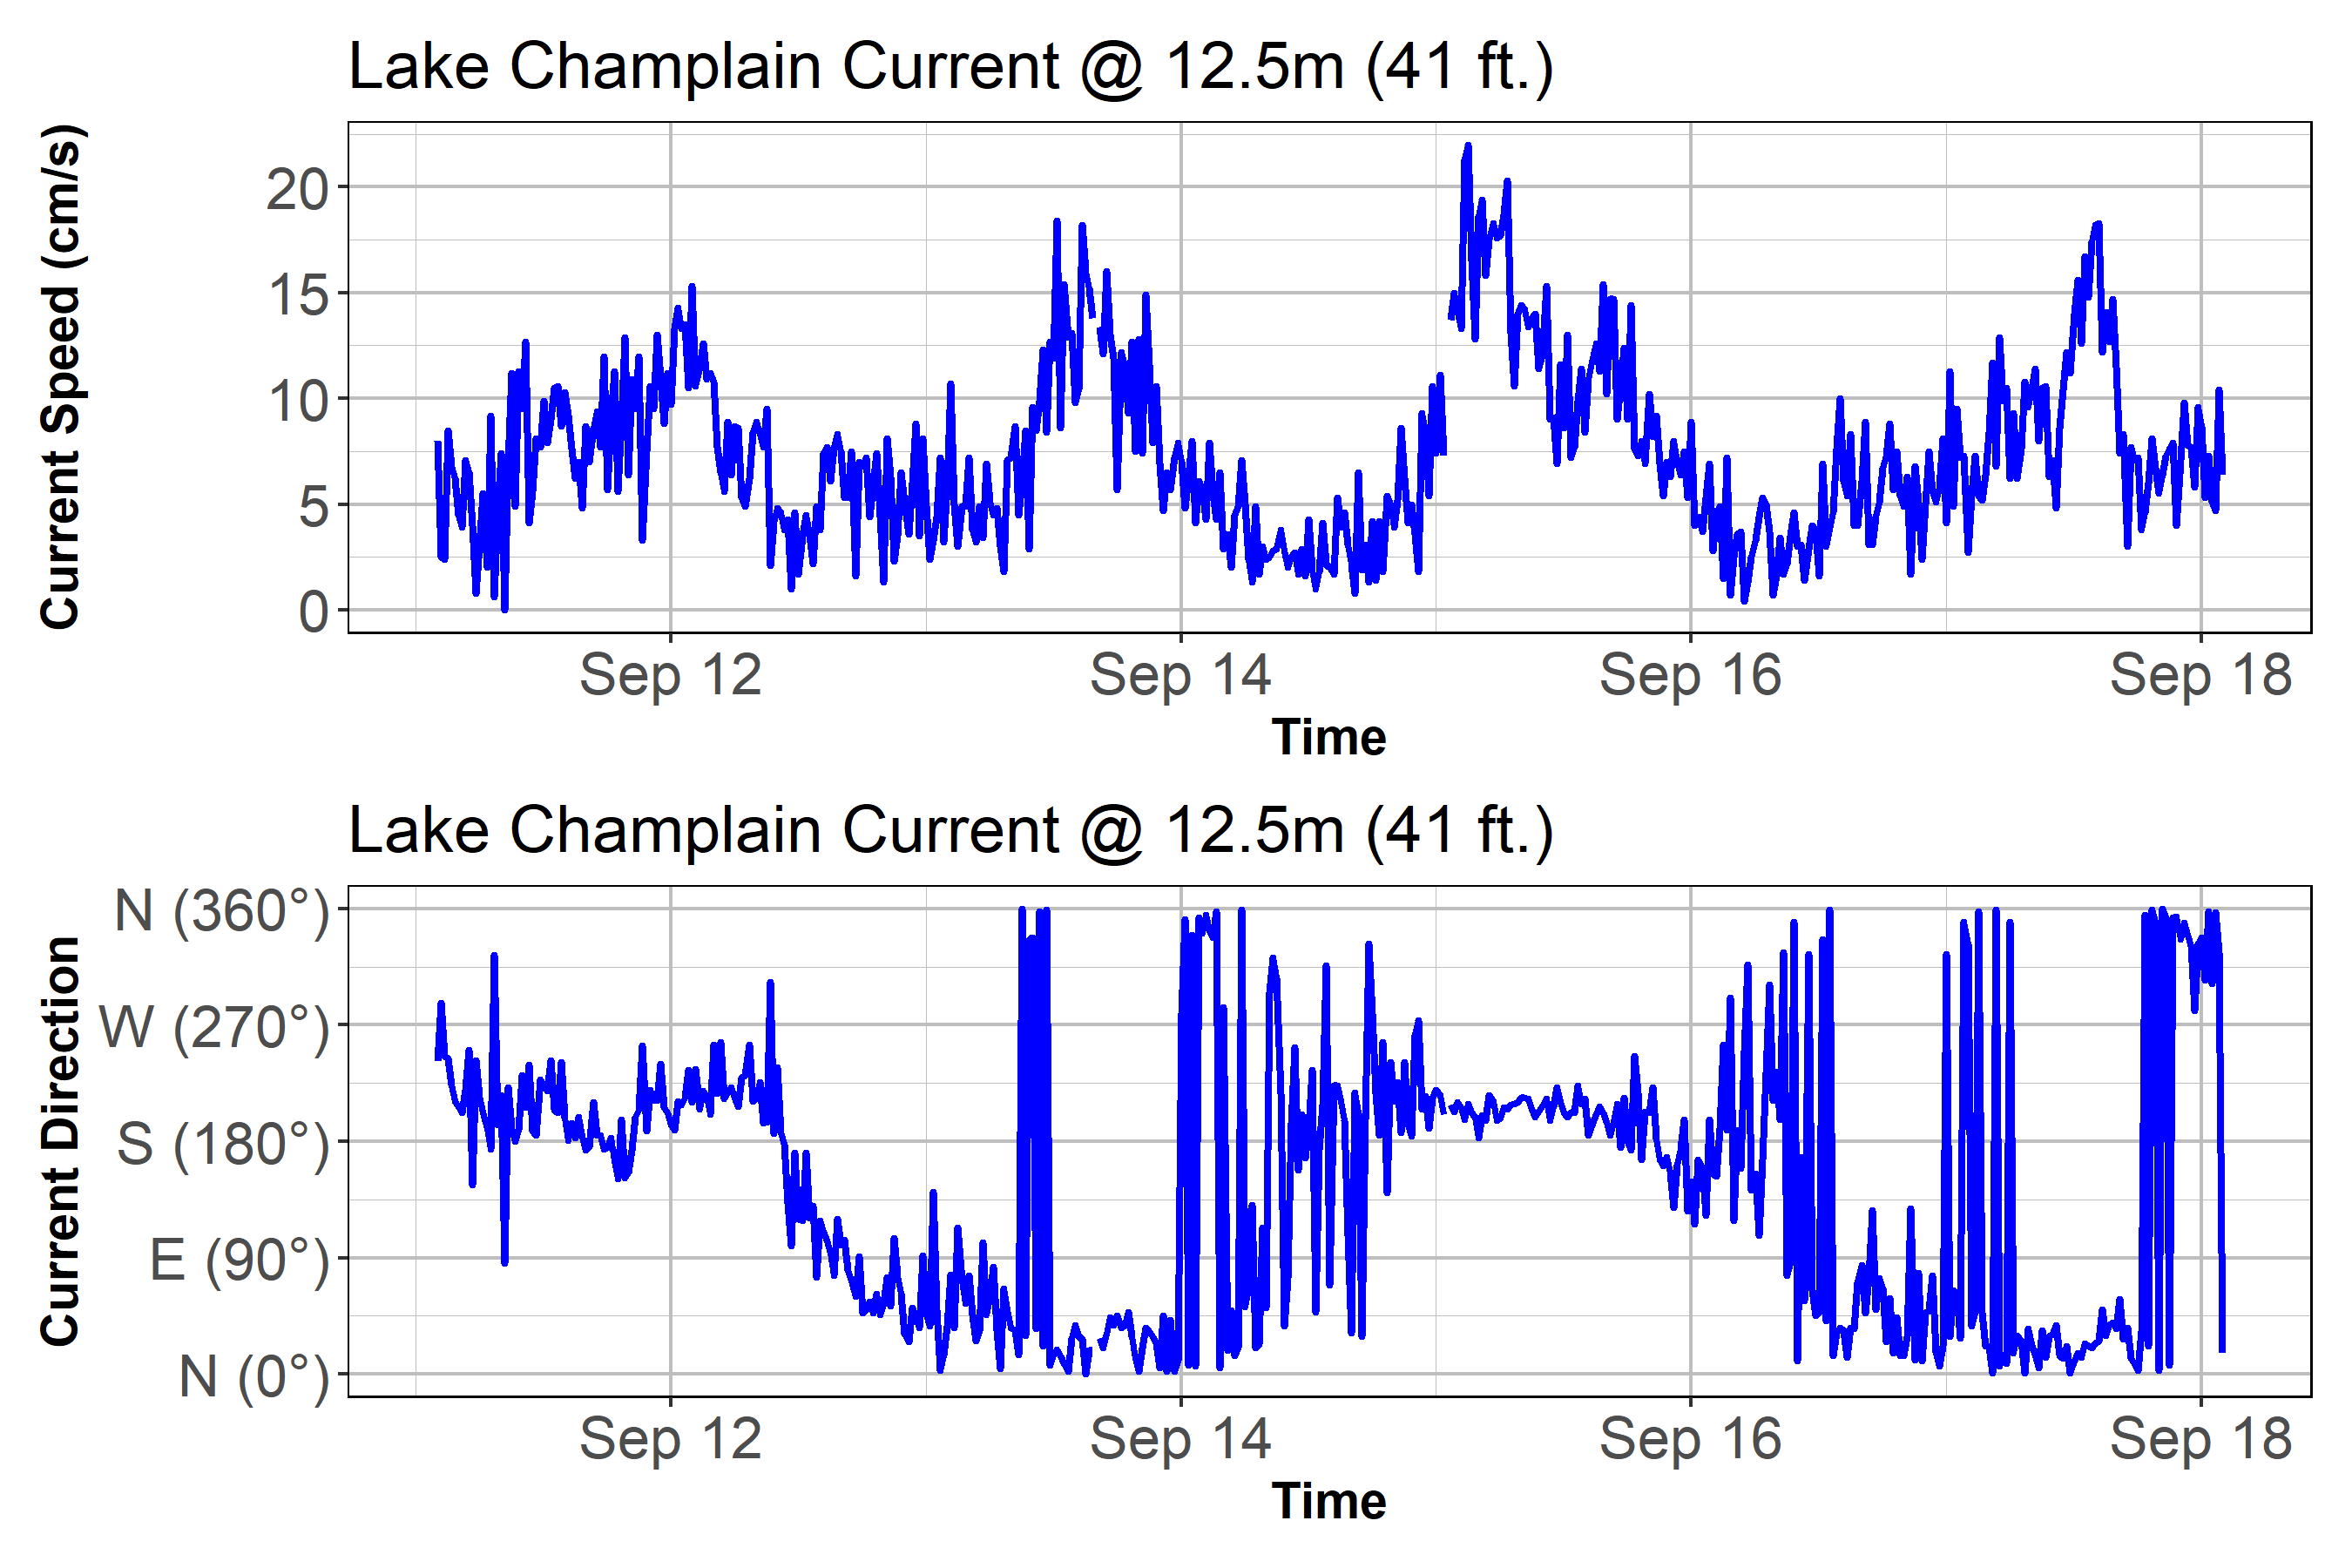 Lake Champlain Current @ 12.5m (41 ft.)
Current Speed (cm/s)
20
15
10
5
0
Sep 12 Sep 14 Sep 16 Sep 18
Time
Lake Champlain Current @ 12.5m (41 ft.)
Current Direction
N (360°)
W (270°)
S (180°)
E (90°)
N (0°)
Sep 12 Sep 14 Sep 16 Sep 18
Time